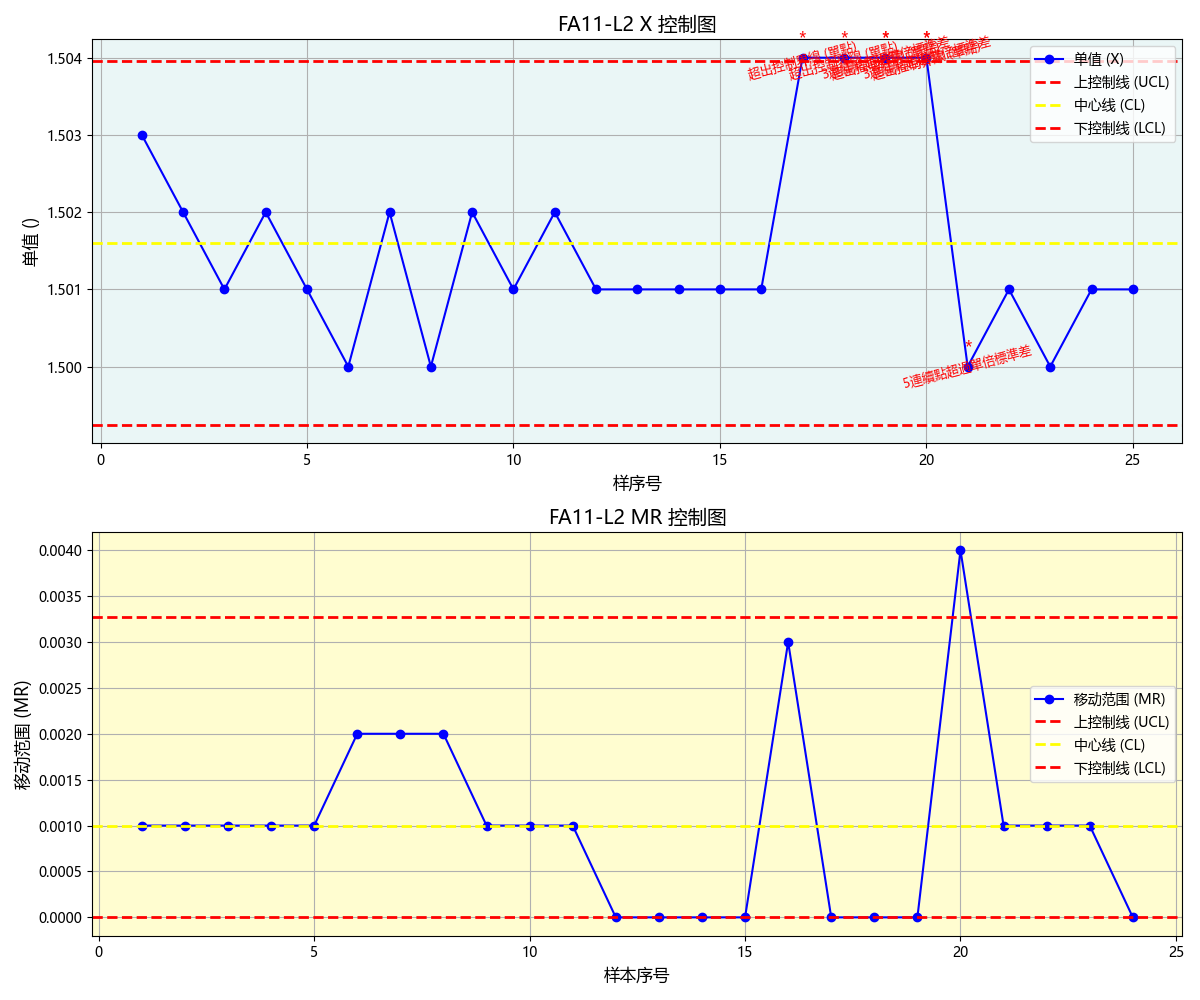 FA11-L2 X 控制图
1.504
1.503
1.502
1.501
1.500
单值 ()
单值 (X)
上控制线 (UCL)
中心线 (CL)
下控制线 (LCL)
*
*
*
*
*
5連續點超過單倍標準差
0
5
10
15
20
25
样序号
FA11-L2 MR 控制图
0.0040
0.0035
0.0030
0.0025
0.0020
0.0015
0.0010
0.0005
0.0000
移动范围 (MR)
移动范围 (MR)
上控制线 (UCL)
中心线 (CL)
下控制线 (LCL)
0
5
10
15
20
25
样本序号